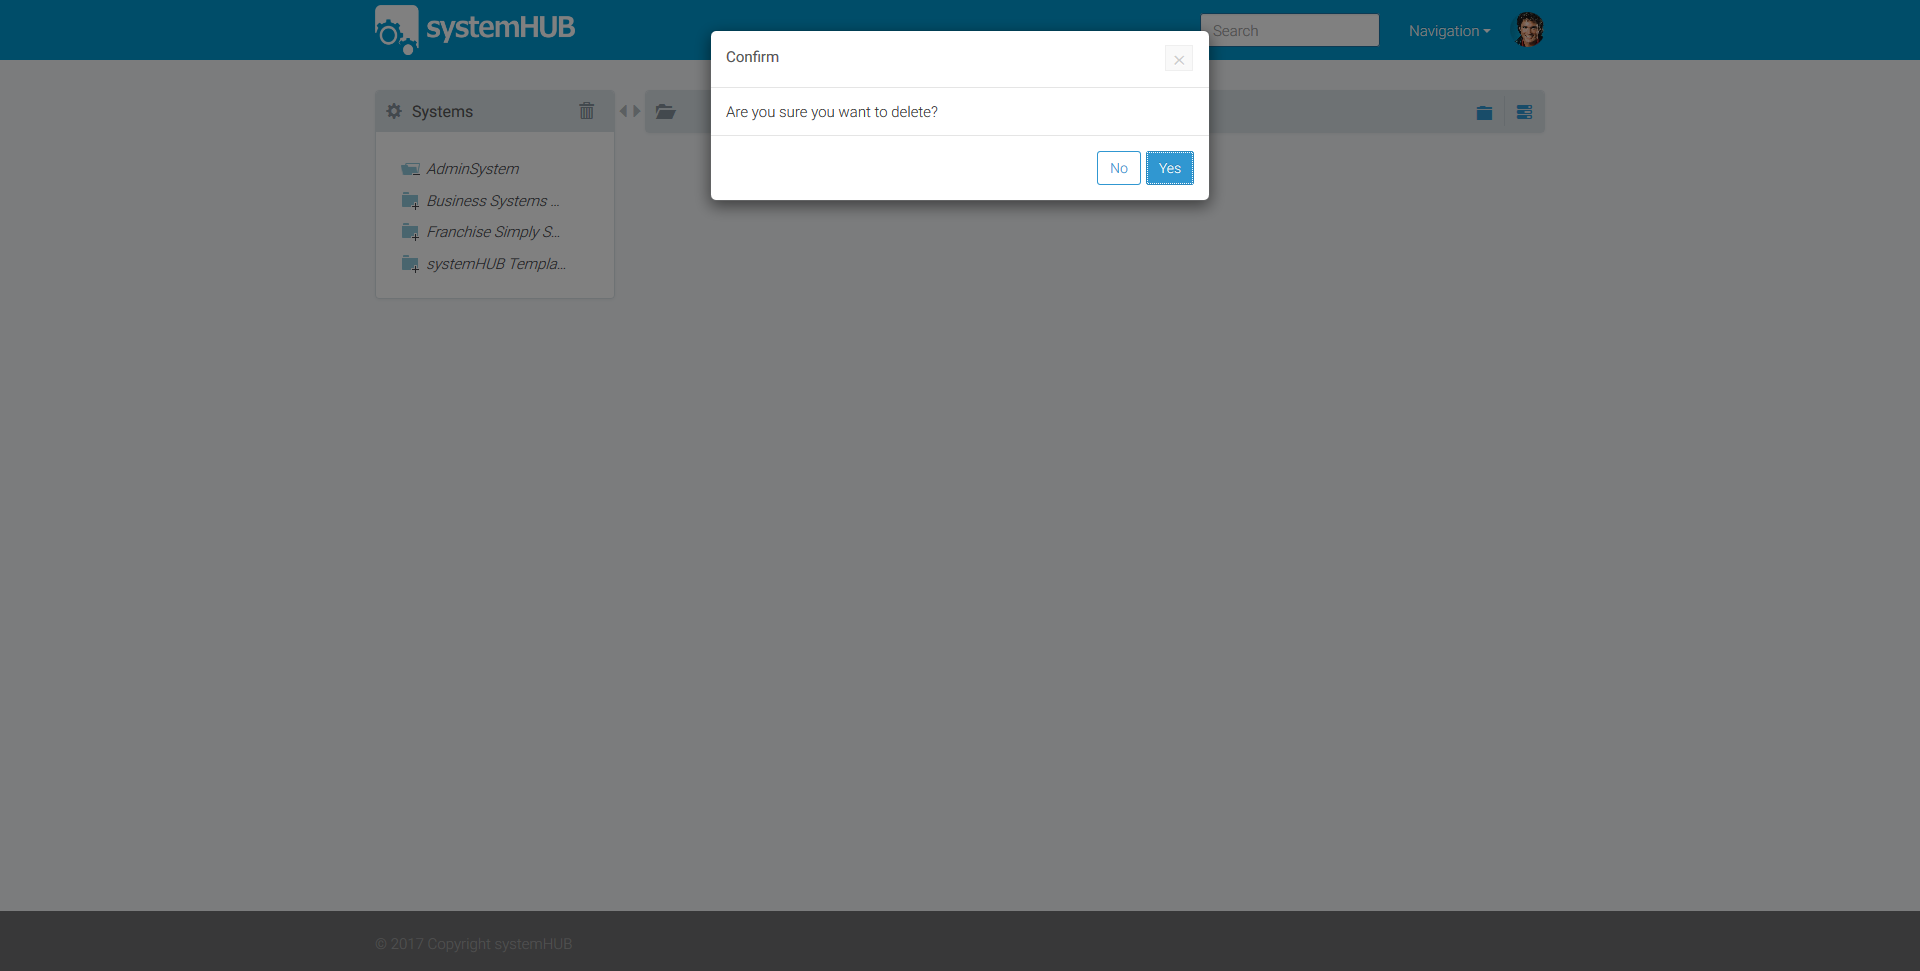 systemHUB
Search
Navigation
Confirm
×
Are you sure you want to delete?
No
Yes
Systems
AdminSystem
Business Systems ...
Franchise Simply S...
systemHUB Templa...
© 2017 Copyright systemHUB